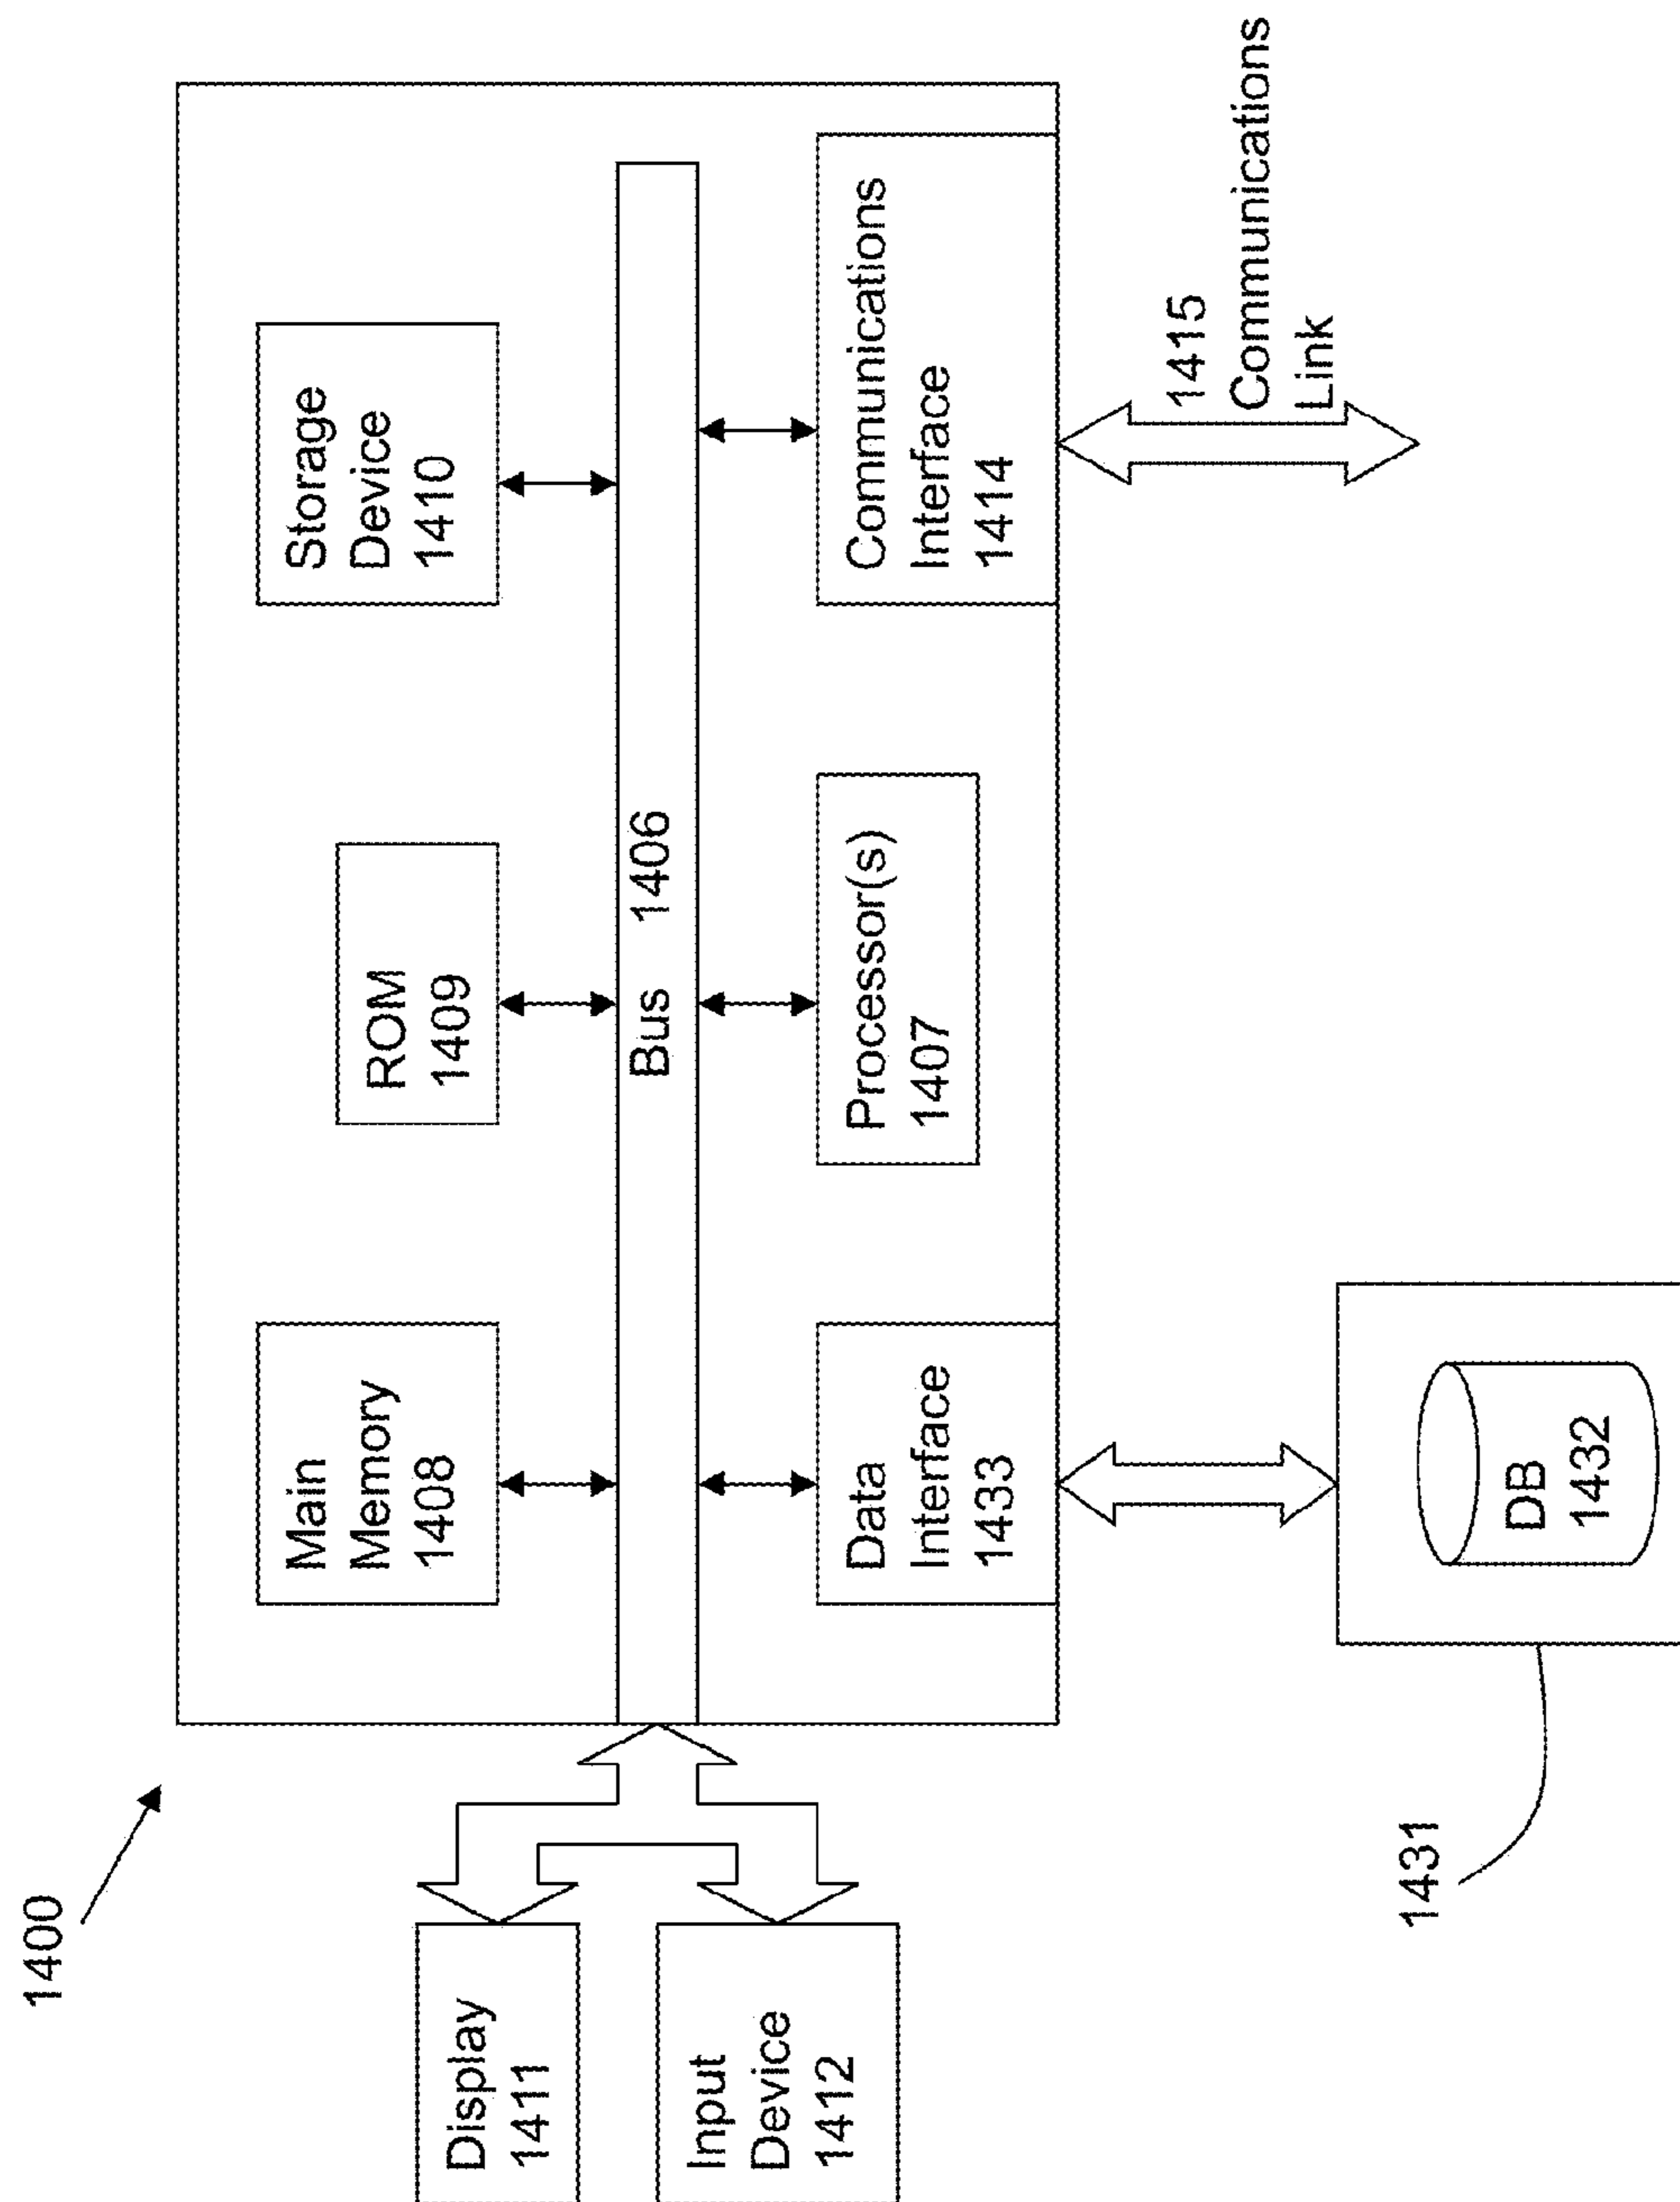 1400
Display
1411
Input
Device
1412
Main
Memory
1408
ROM
1409
Storage
Device
1410
Bus 1406
Data
Interface
1433
Processor(s)
1407
Communications
Interface
1414
1415
Communications
Link
DB
1432
1431